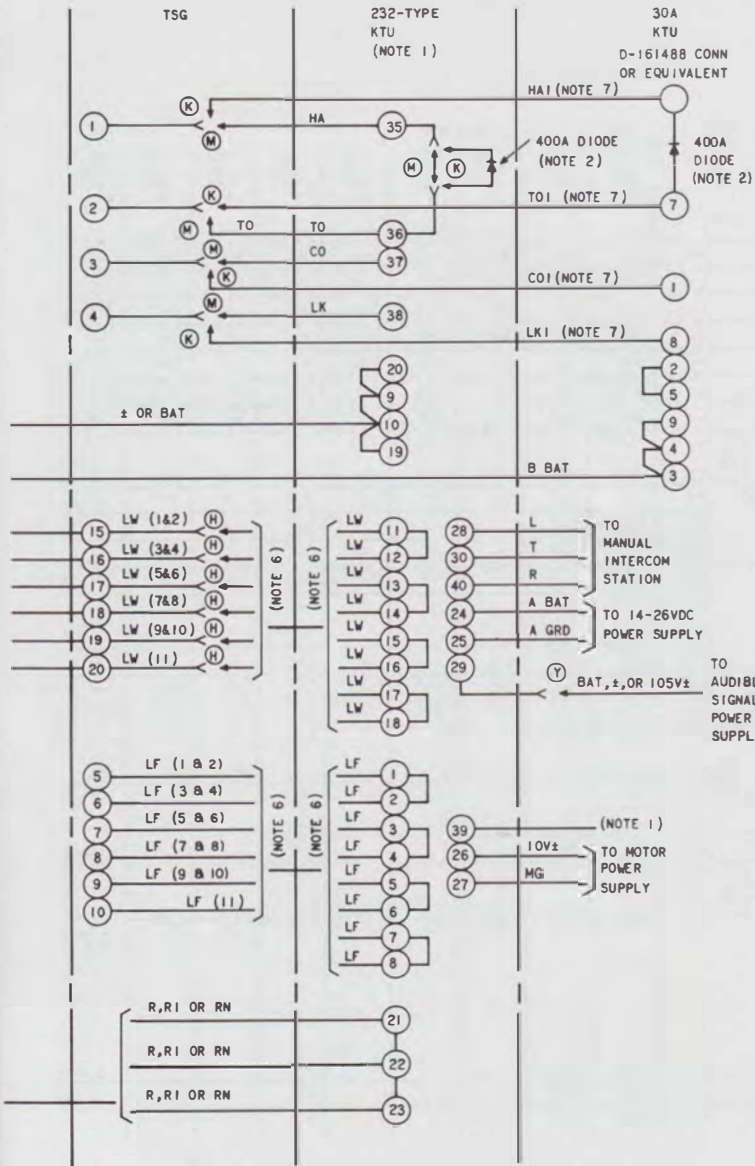 TSG
232-TYPE
KTU
(NOTE 1)
30A
KTU
D-161488 CONN
OR EQUIVALENT
HA1 (NOTE 7)
K
1
M
HA
35
M
K
400A DIODE
(NOTE 2)
400A
DIODE
(NOTE 2)
2
K
TO1 (NOTE 7)
7
M
TO
TO
36
3
M
CO
37
K
CO1 (NOTE 7)
1
4
M
LK
38
K
LK1 (NOTE 7)
8
20
2
9
5
± OR BAT
10
9
19
4
B BAT
3
15
LW (1&2)
H
16
LW (3&4)
H
17
LW (5&6)
H
18
LW (7&8)
H
19
LW (9&10)
H
20
LW (11)
H
(NOTE 6)
(NOTE 6)
LW
11
LW
12
LW
13
LW
14
LW
15
LW
16
LW
17
LW
18
28
L
30
T
40
R
TO
MANUAL
INTERCOM
STATION
24
A BAT
25
A GRD
TO 14-26VDC
POWER SUPPLY
29
Y
BAT,±,OR 105V±
TO
AUDIBL
SIGNAL
POWER
SUPPL
5
LF (1 & 2)
6
LF (3 & 4)
7
LF (5 & 6)
8
LF (7 & 8)
9
LF (9 & 10)
10
LF (11)
(NOTE 6)
(NOTE 6)
LF
1
LF
2
LF
3
LF
4
LF
5
LF
6
LF
7
LF
8
39
(NOTE 1)
26
10V±
27
MG
TO MOTOR
POWER
SUPPLY
R,R1 OR RN
21
R,R1 OR RN
22
R,R1 OR RN
23